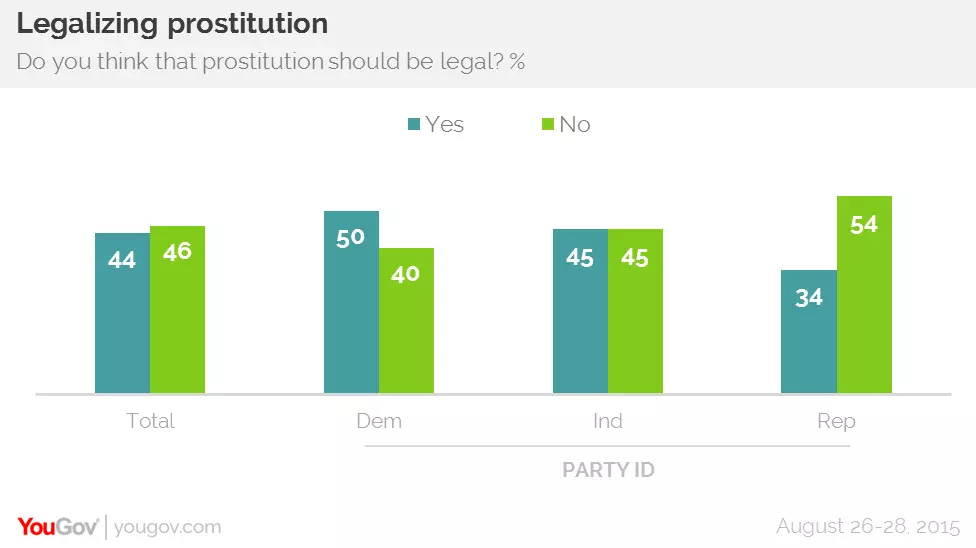 Legalizing prostitution
Do you think that prostitution should be legal? %
Yes No
44 46 50 40 45 45 34 54
Total Dem Ind Rep
PARTY ID
YouGov | yougov.com August 26-28, 2015